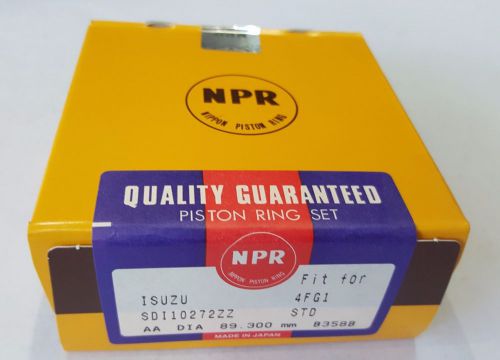 NPR
NIPPON PISTON RING
QUALITY GUARANTEED
PISTON RING SET
NPR
NIPPON PISTON RING
Fit for
ISUZU 4FG1
SDI10272ZZ STD
AA DIA 89.300 mm 83588
MADE IN JAPAN